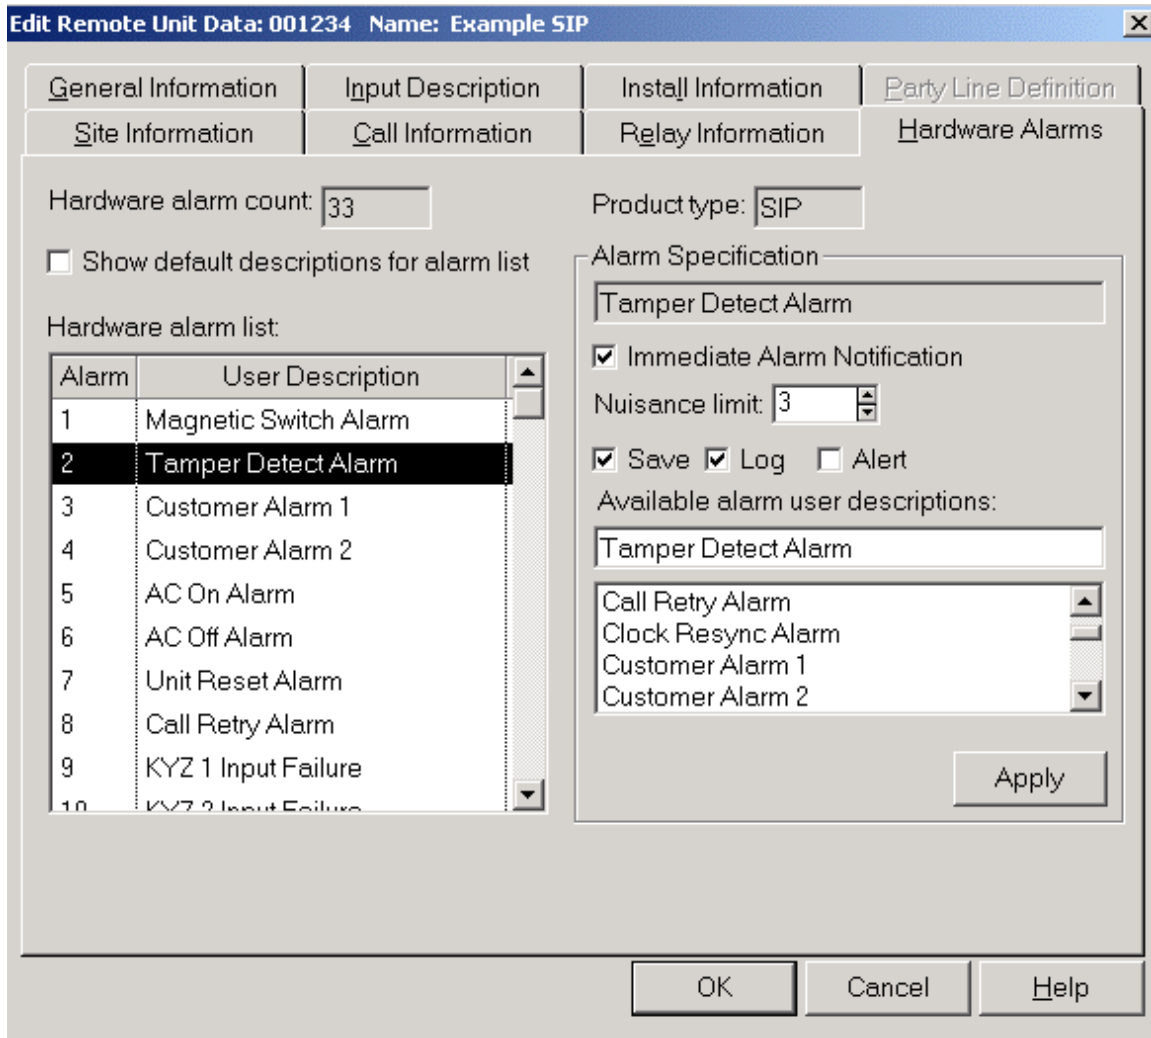 Edit Remote Unit Data: 001234 Name: Example SIP
General Information
Input Description
Install Information
Party Line Definition
Site Information
Call Information
Relay Information
Hardware Alarms
Hardware alarm count: 33
Show default descriptions for alarm list
Hardware alarm list:
Alarm User Description
1 Magnetic Switch Alarm
2 Tamper Detect Alarm
3 Customer Alarm 1
4 Customer Alarm 2
5 AC On Alarm
6 AC Off Alarm
7 Unit Reset Alarm
8 Call Retry Alarm
9 KYZ 1 Input Failure
10 KYZ 2 Input Failure
Product type: SIP
Alarm Specification
Tamper Detect Alarm
Immediate Alarm Notification
Nuisance limit: 3
Save Log Alert
Available alarm user descriptions:
Tamper Detect Alarm
Call Retry Alarm
Clock Resync Alarm
Customer Alarm 1
Customer Alarm 2
Apply
OK
Cancel
Help